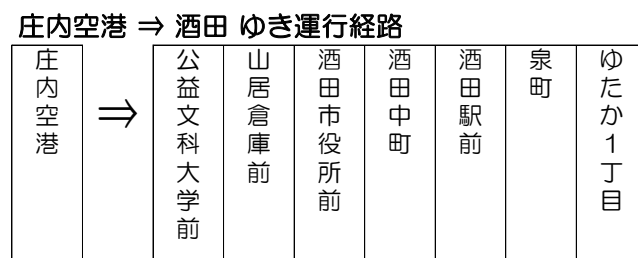 庄内空港 ⇒ 酒田 ゆき運行経路
庄内空港
⇒
公益文科大学前
山居倉庫前
酒田市役所前
酒田中町
酒田駅前
泉町
ゆたか1丁目